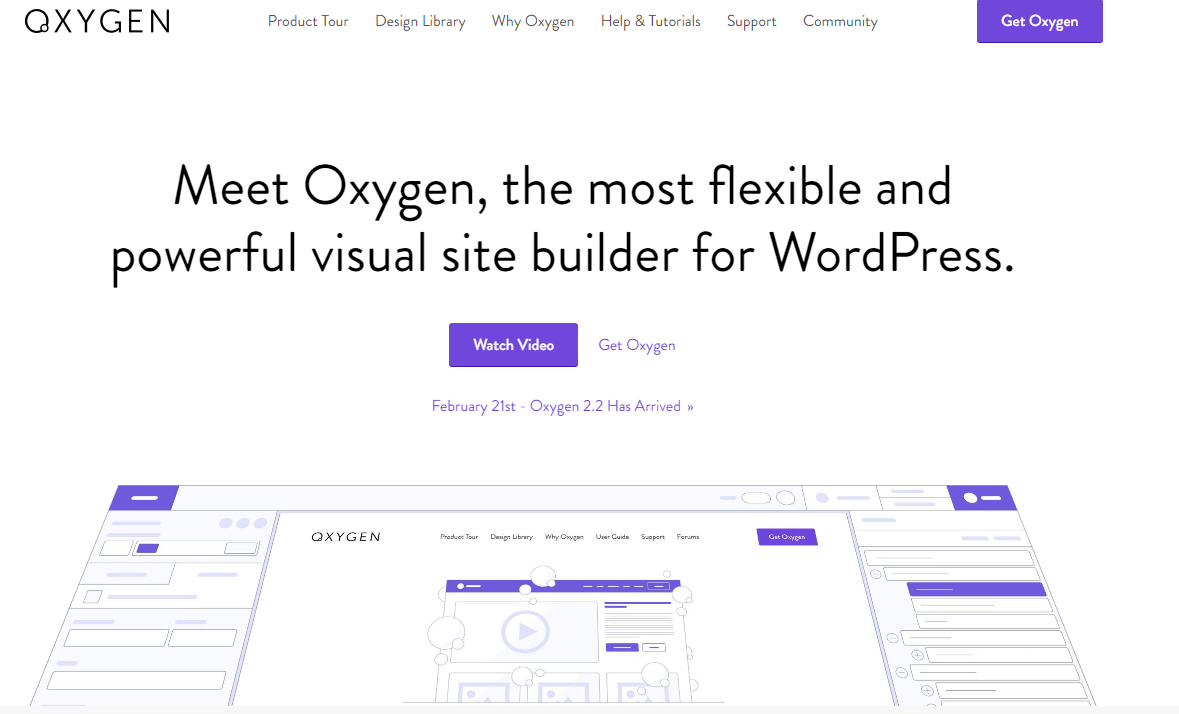 OXYGEN Product Tour Design Library Why Oxygen Help & Tutorials Support Community Get Oxygen
Meet Oxygen, the most flexible and
powerful visual site builder for WordPress.
Watch Video Get Oxygen
February 21st - Oxygen 2.2 Has Arrived »
OXYGEN Product Tour Design Library Why Oxygen User Guide Support Forums Get Oxygen